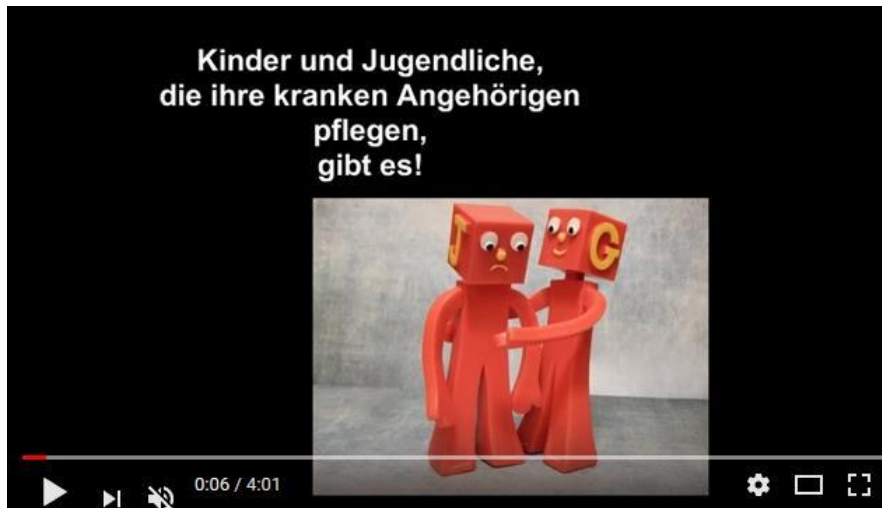 Kinder und Jugendliche,
die ihre kranken Angehörigen
pflegen,
gibt es!
J G
0:06 / 4:01